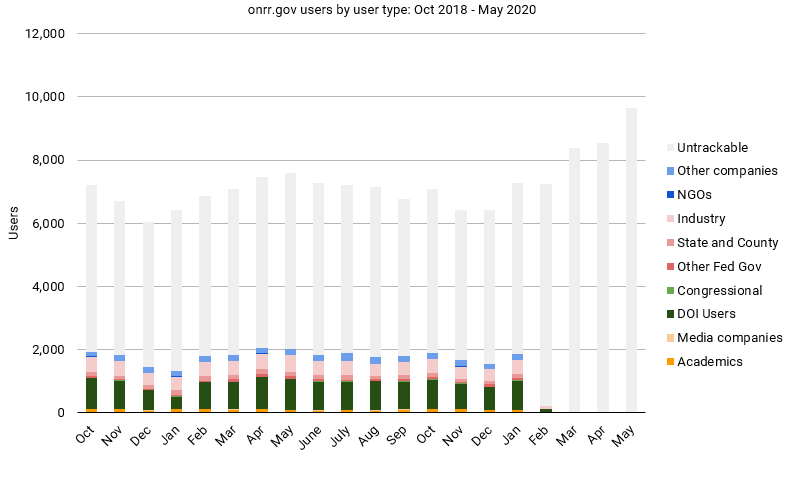 onrr.gov users by user type: Oct 2018 - May 2020
12,000
10,000
8,000
6,000
4,000
2,000
0
Users
Oct
Nov
Dec
Jan
Feb
Mar
Apr
May
June
July
Aug
Sep
Oct
Nov
Dec
Jan
Feb
Mar
Apr
May
Untrackable
Other companies
NGOs
Industry
State and County
Other Fed Gov
Congressional
DOI Users
Media companies
Academics